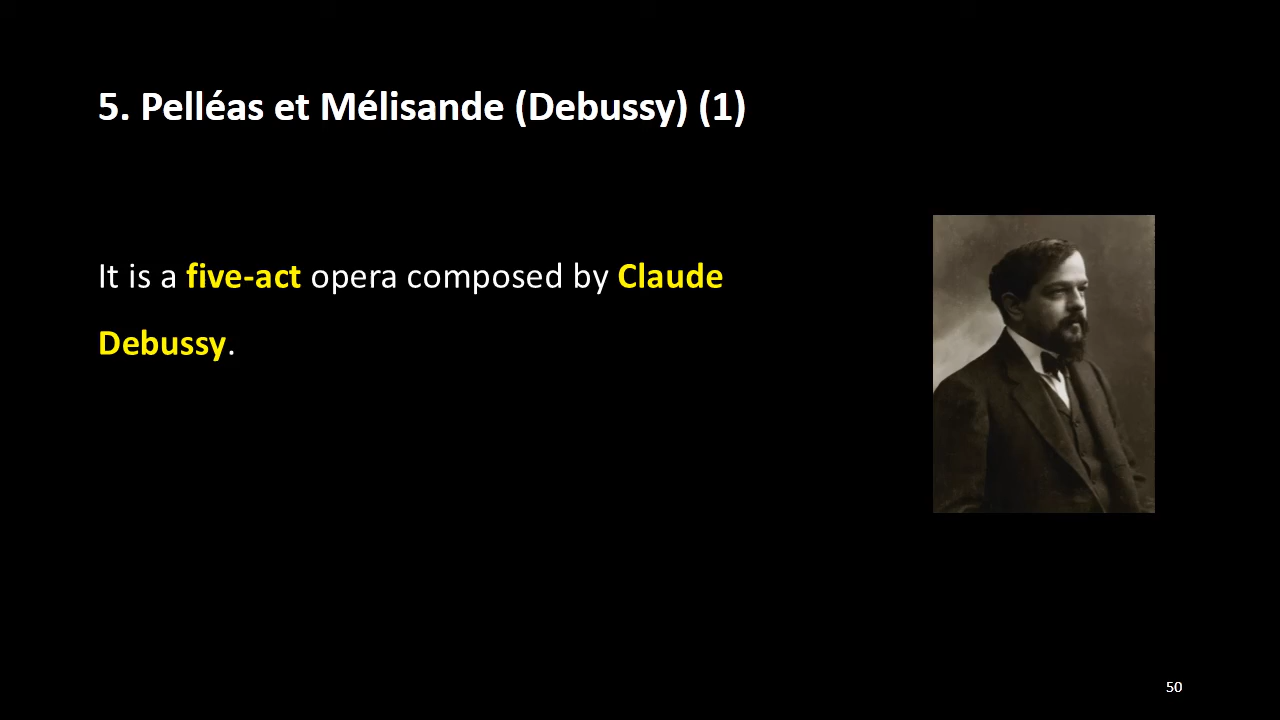 5. Pelléas et Mélisande (Debussy) (1)
It is a five-act opera composed by Claude
Debussy.
50